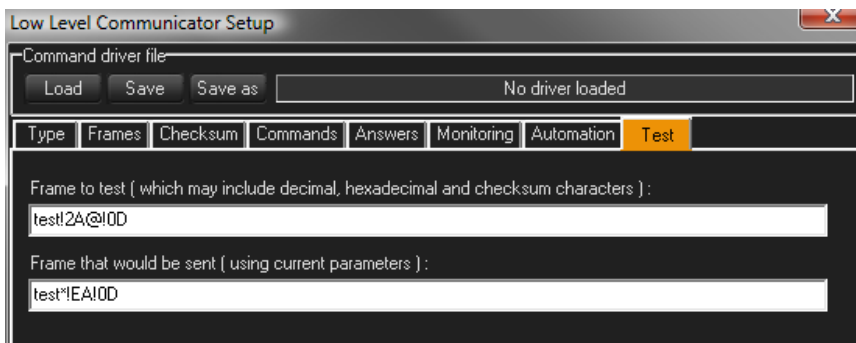 Low Level Communicator Setup
X
Command driver file
Load Save Save as No driver loaded
Type Frames Checksum Commands Answers Monitoring Automation Test
Frame to test ( which may include decimal, hexadecimal and checksum characters ) :
test!2A@!0D
Frame that would be sent ( using current parameters ) :
test*!EA!0D